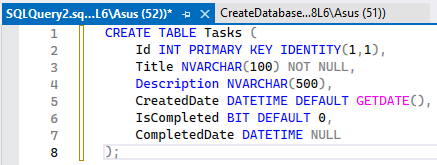 SQLQuery2.sq...L6\Asus (52))* CreateDatabase...8L6\Asus (51))
1 CREATE TABLE Tasks (
2 Id INT PRIMARY KEY IDENTITY(1,1),
3 Title NVARCHAR(100) NOT NULL,
4 Description NVARCHAR(500),
5 CreatedDate DATETIME DEFAULT GETDATE(),
6 IsCompleted BIT DEFAULT 0,
7 CompletedDate DATETIME NULL
8 );